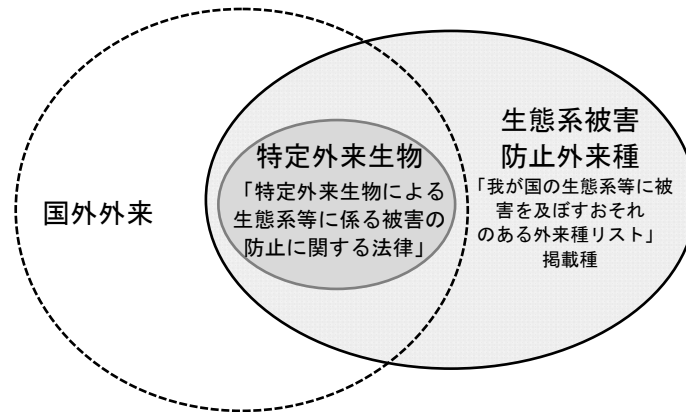 国外外来
特定外来生物
「特定外来生物による
生態系等に係る被害の
防止に関する法律」
生態系被害
防止外来種
「我が国の生態系等に被
害を及ぼすおそれ
のある外来種リスト」
掲載種